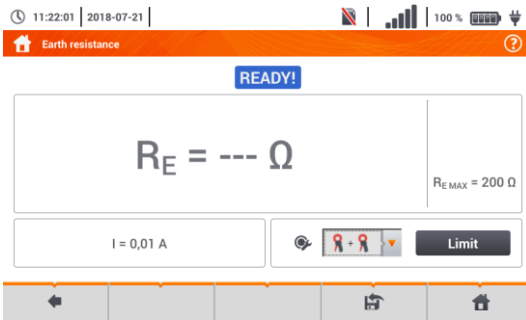 11:22:01 2018-07-21 100 %
Earth resistance ?
READY!
RE = --- Ω
RE MAX = 200 Ω
I = 0,01 A
+
Limit